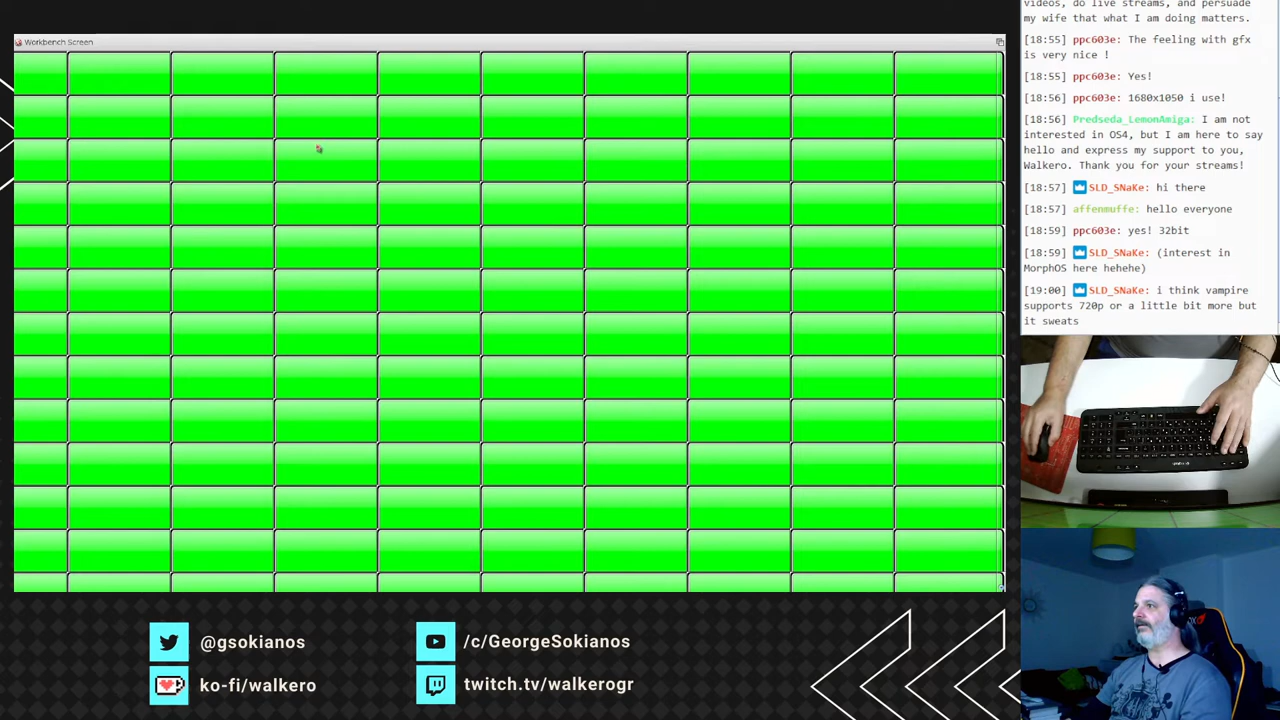 Workbench Screen
videos, do live streams, and persuade
my wife that what I am doing matters.
[18:55] ppc603e: The feeling with gfx
is very nice !
[18:55] ppc603e: Yes!
[18:56] ppc603e: 1680x1050 i use!
[18:56] Predseda_LemonAmiga: I am not
interested in OS4, but I am here to say
hello and express my support to you,
Walkero. Thank you for your streams!
[18:57] SLD_SNaKe: hi there
[18:57] affenmuffe: hello everyone
[18:59] ppc603e: yes! 32bit
[18:59] SLD_SNaKe: (interest in
MorphOS here hehehe)
[19:00] SLD_SNaKe: i think vampire
supports 720p or a little bit more but
it sweats
@gsokianos
/c/GeorgeSokianos
ko-fi/walkero
twitch.tv/walkerogr